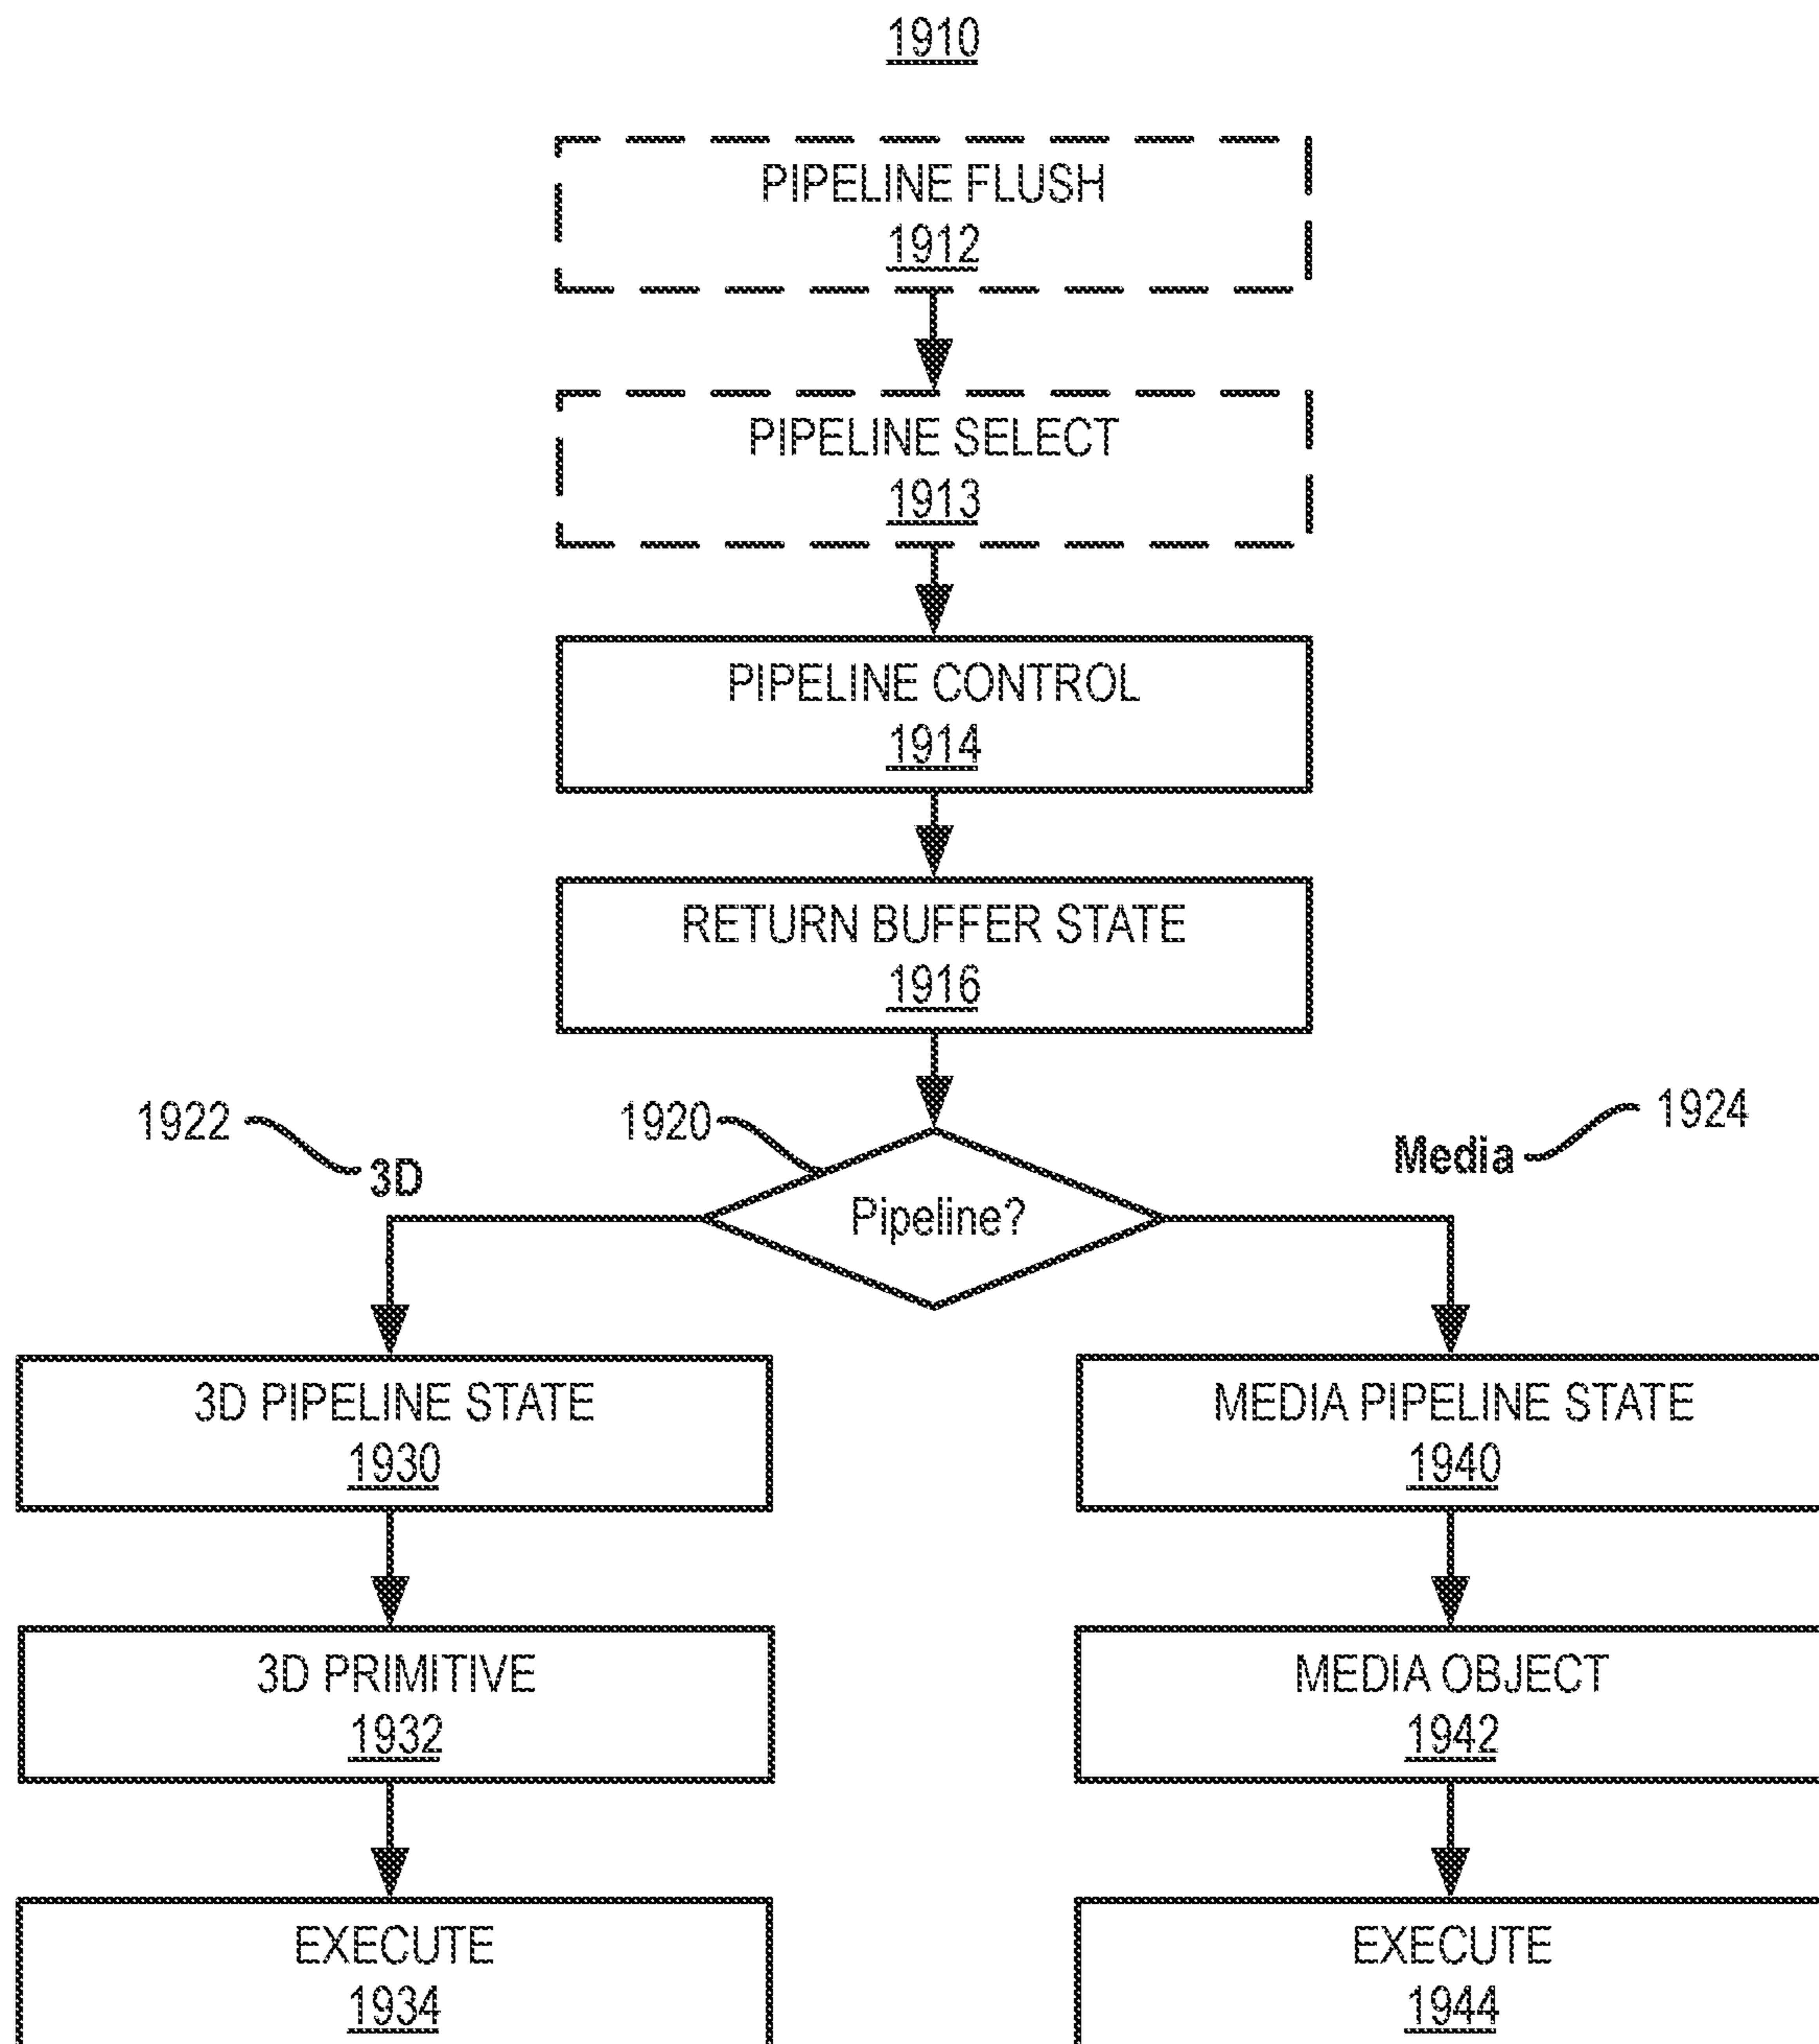 1910
PIPELINE FLUSH
1912
PIPELINE SELECT
1913
PIPELINE CONTROL
1914
RETURN BUFFER STATE
1916
1922
1920
1924
3D
Media
Pipeline?
3D PIPELINE STATE
1930
MEDIA PIPELINE STATE
1940
3D PRIMITIVE
1932
MEDIA OBJECT
1942
EXECUTE
1934
EXECUTE
1944